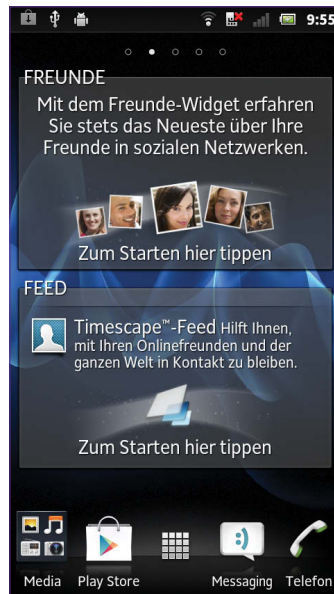 9:55
FREUNDE
Mit dem Freunde-Widget erfahren
Sie stets das Neueste über Ihre
Freunde in sozialen Netzwerken.
Zum Starten hier tippen
FEED
Timescape™-Feed Hilft Ihnen,
mit Ihren Onlinefreunden und der
ganzen Welt in Kontakt zu bleiben.
Zum Starten hier tippen
Media Play Store Messaging Telefon